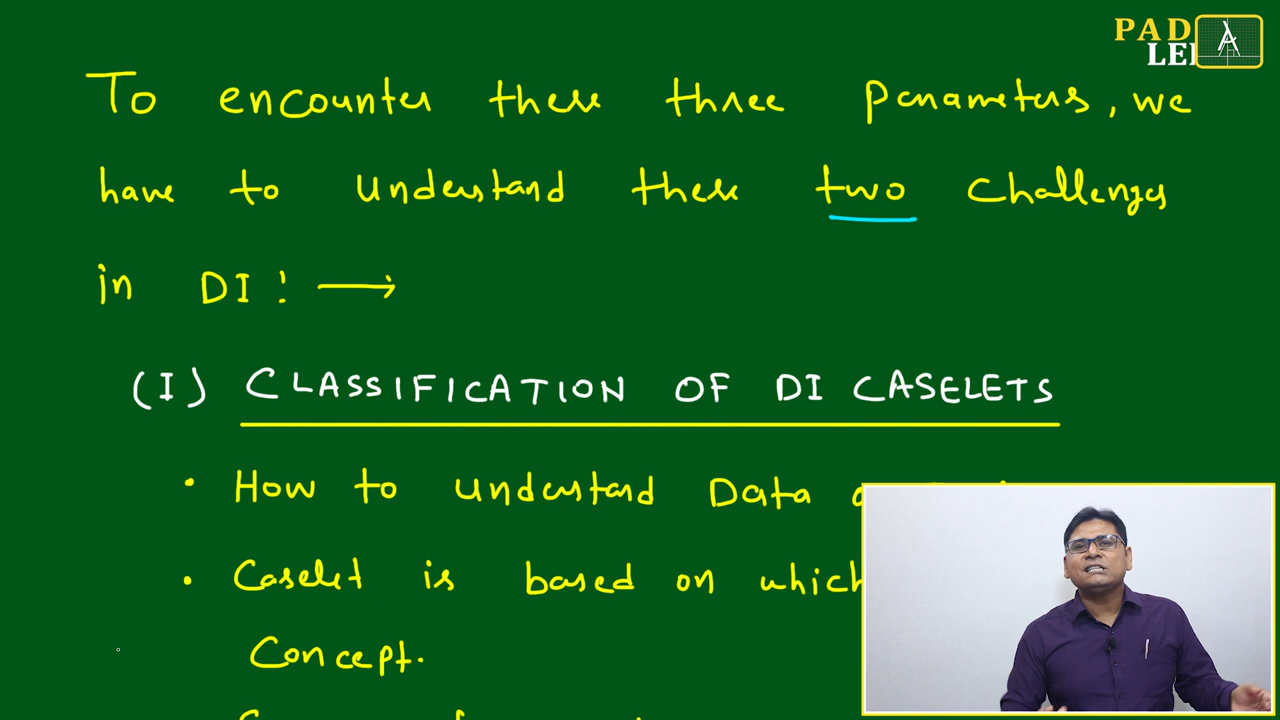 PAD
LE
To encounter these three parameters, we
have to understand these two challenges
in DI: →
(I) CLASSIFICATION OF DI CASELETS
• How to understand Data
• Caselet is based on which
Concept.